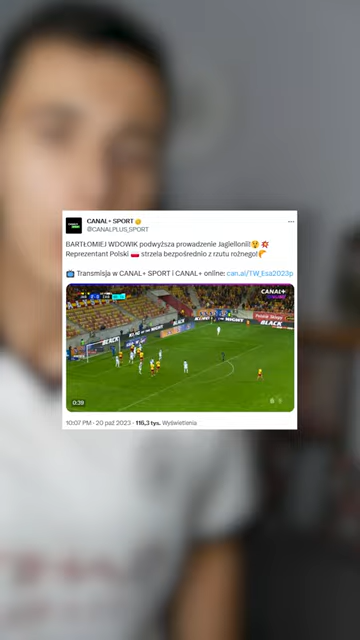 CANAL+ SPORT
@CANALPLUS_SPORT
BARTŁOMIEJ WDOWIK podwyższa prowadzenie Jagiellonii!😲 💥
Reprezentant Polski 🇵🇱 strzela bezpośrednio z rzutu rożnego!🥐
📺 Transmisja w CANAL+ SPORT i CANAL+ online: can.al/TW_Esa2023p
CANAL+
BLACK
0:39
10:07 PM · 20 paź 2023 · 116,3 tys. Wyświetlenia